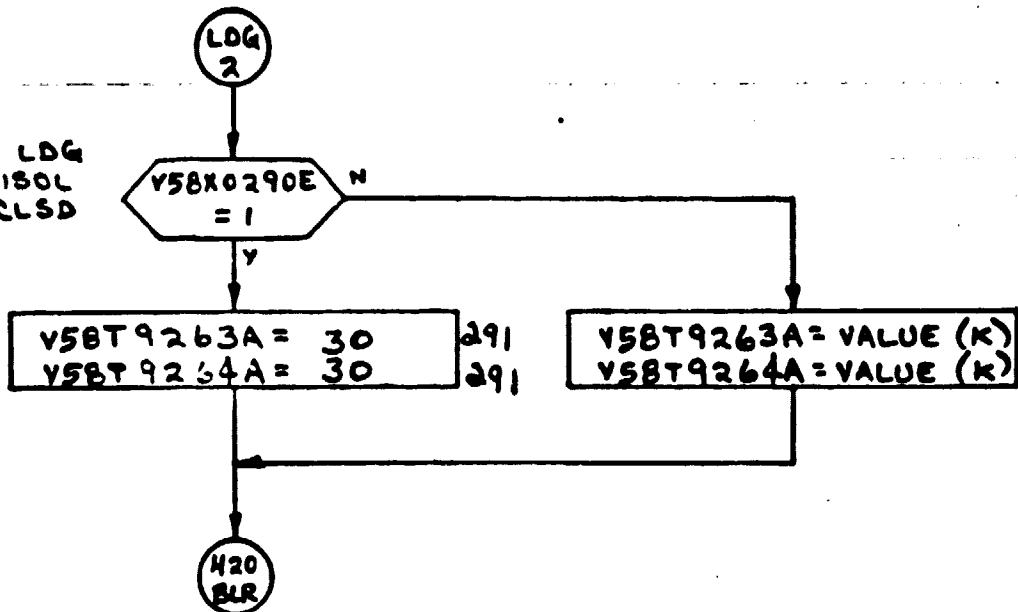 LDG
2
LDG
ISOL
CLSD
V58X0290E
= 1
N
Y
V58T9263A = 30 291
V58T9264A = 30 291
V58T9263A = VALUE (K)
V58T9264A = VALUE (K)
H20
BLR